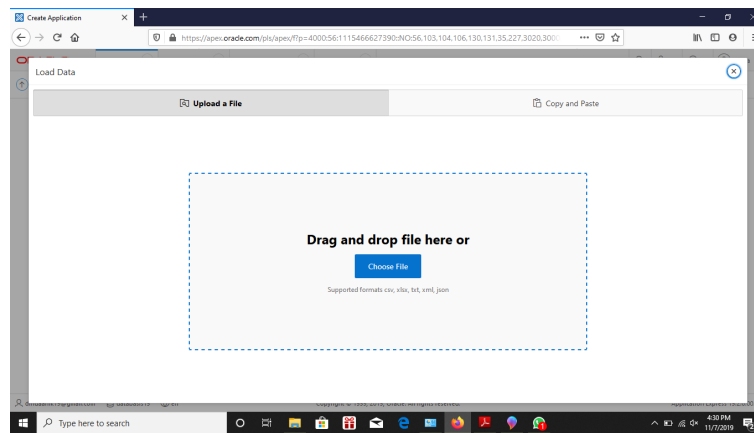 Create Application
https://apex.oracle.com/pls/apex/f?p=4000:56:1115466627390::NO:56,103,104,106,130,131,35,227,3020,300
Load Data
Upload a File
Copy and Paste
Drag and drop file here or
Choose File
Supported formats csv, xlsx, txt, xml, json
Type here to search
4:30 PM
11/7/2019